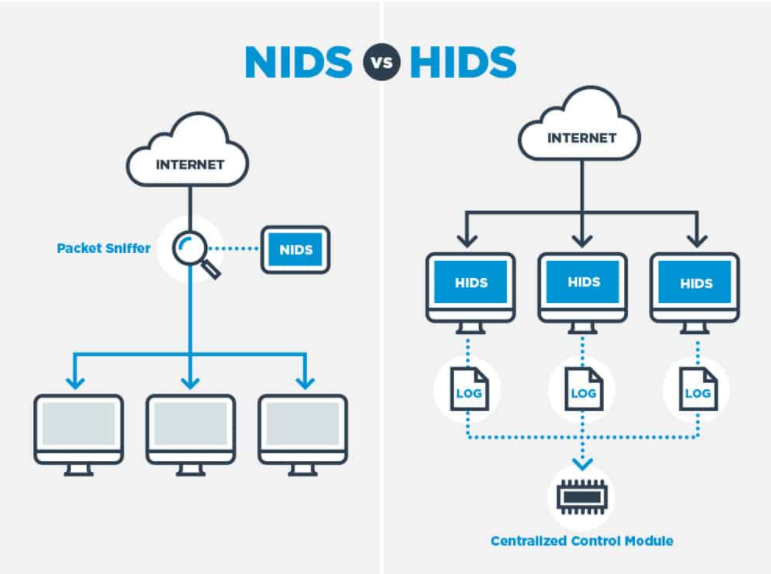 NIDS vs HIDS
INTERNET
Packet Sniffer
NIDS
INTERNET
HIDS
HIDS
HIDS
LOG
LOG
LOG
Centralized Control Module